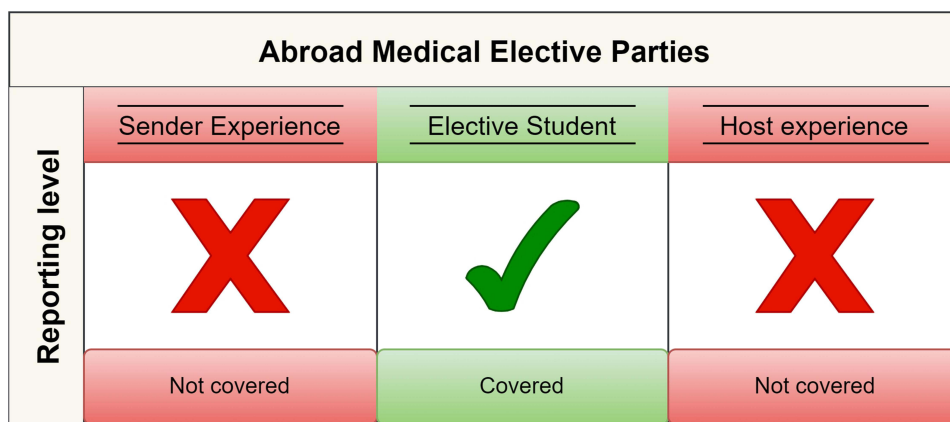 Abroad Medical Elective Parties
Reporting level
Sender Experience
Elective Student
Host experience
Not covered
Covered
Not covered